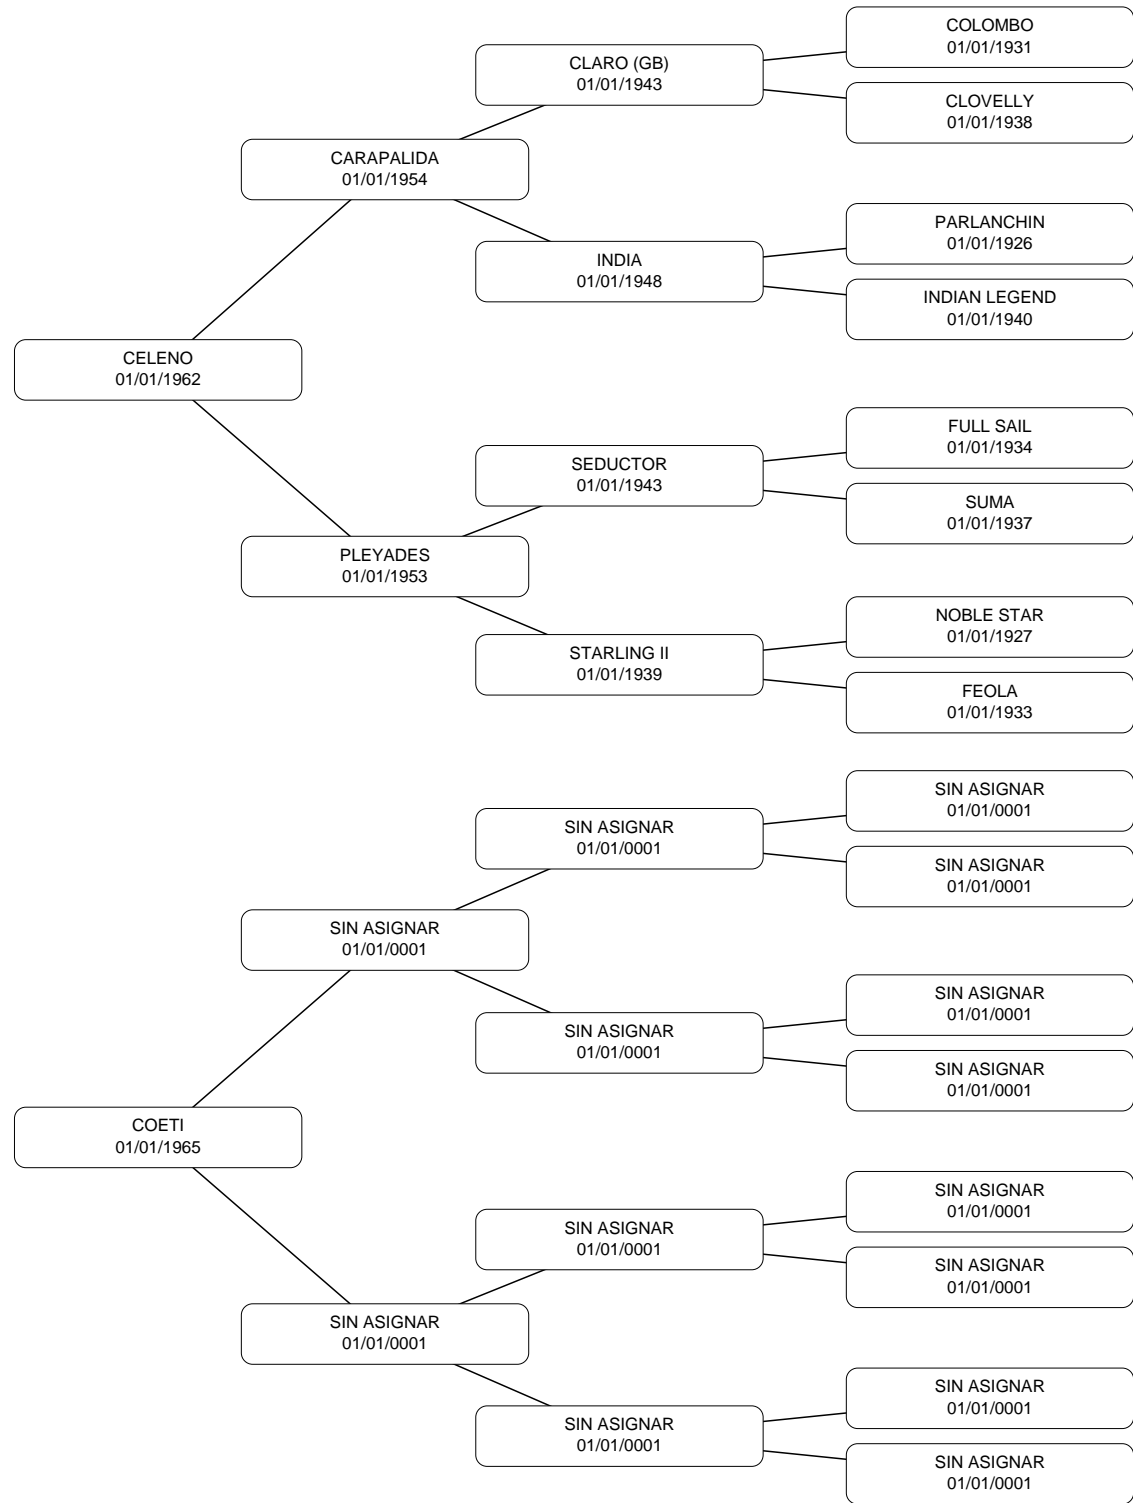 COLOMBO
01/01/1931
CLARO (GB)
01/01/1943
CLOVELLY
01/01/1938
CARAPALIDA
01/01/1954
PARLANCHIN
01/01/1926
INDIA
01/01/1948
INDIAN LEGEND
01/01/1940
CELENO
01/01/1962
FULL SAIL
01/01/1934
SEDUCTOR
01/01/1943
SUMA
01/01/1937
PLEYADES
01/01/1953
NOBLE STAR
01/01/1927
STARLING II
01/01/1939
FEOLA
01/01/1933
SIN ASIGNAR
01/01/0001
SIN ASIGNAR
01/01/0001
SIN ASIGNAR
01/01/0001
SIN ASIGNAR
01/01/0001
SIN ASIGNAR
01/01/0001
SIN ASIGNAR
01/01/0001
SIN ASIGNAR
01/01/0001
COETI
01/01/1965
SIN ASIGNAR
01/01/0001
SIN ASIGNAR
01/01/0001
SIN ASIGNAR
01/01/0001
SIN ASIGNAR
01/01/0001
SIN ASIGNAR
01/01/0001
SIN ASIGNAR
01/01/0001
SIN ASIGNAR
01/01/0001